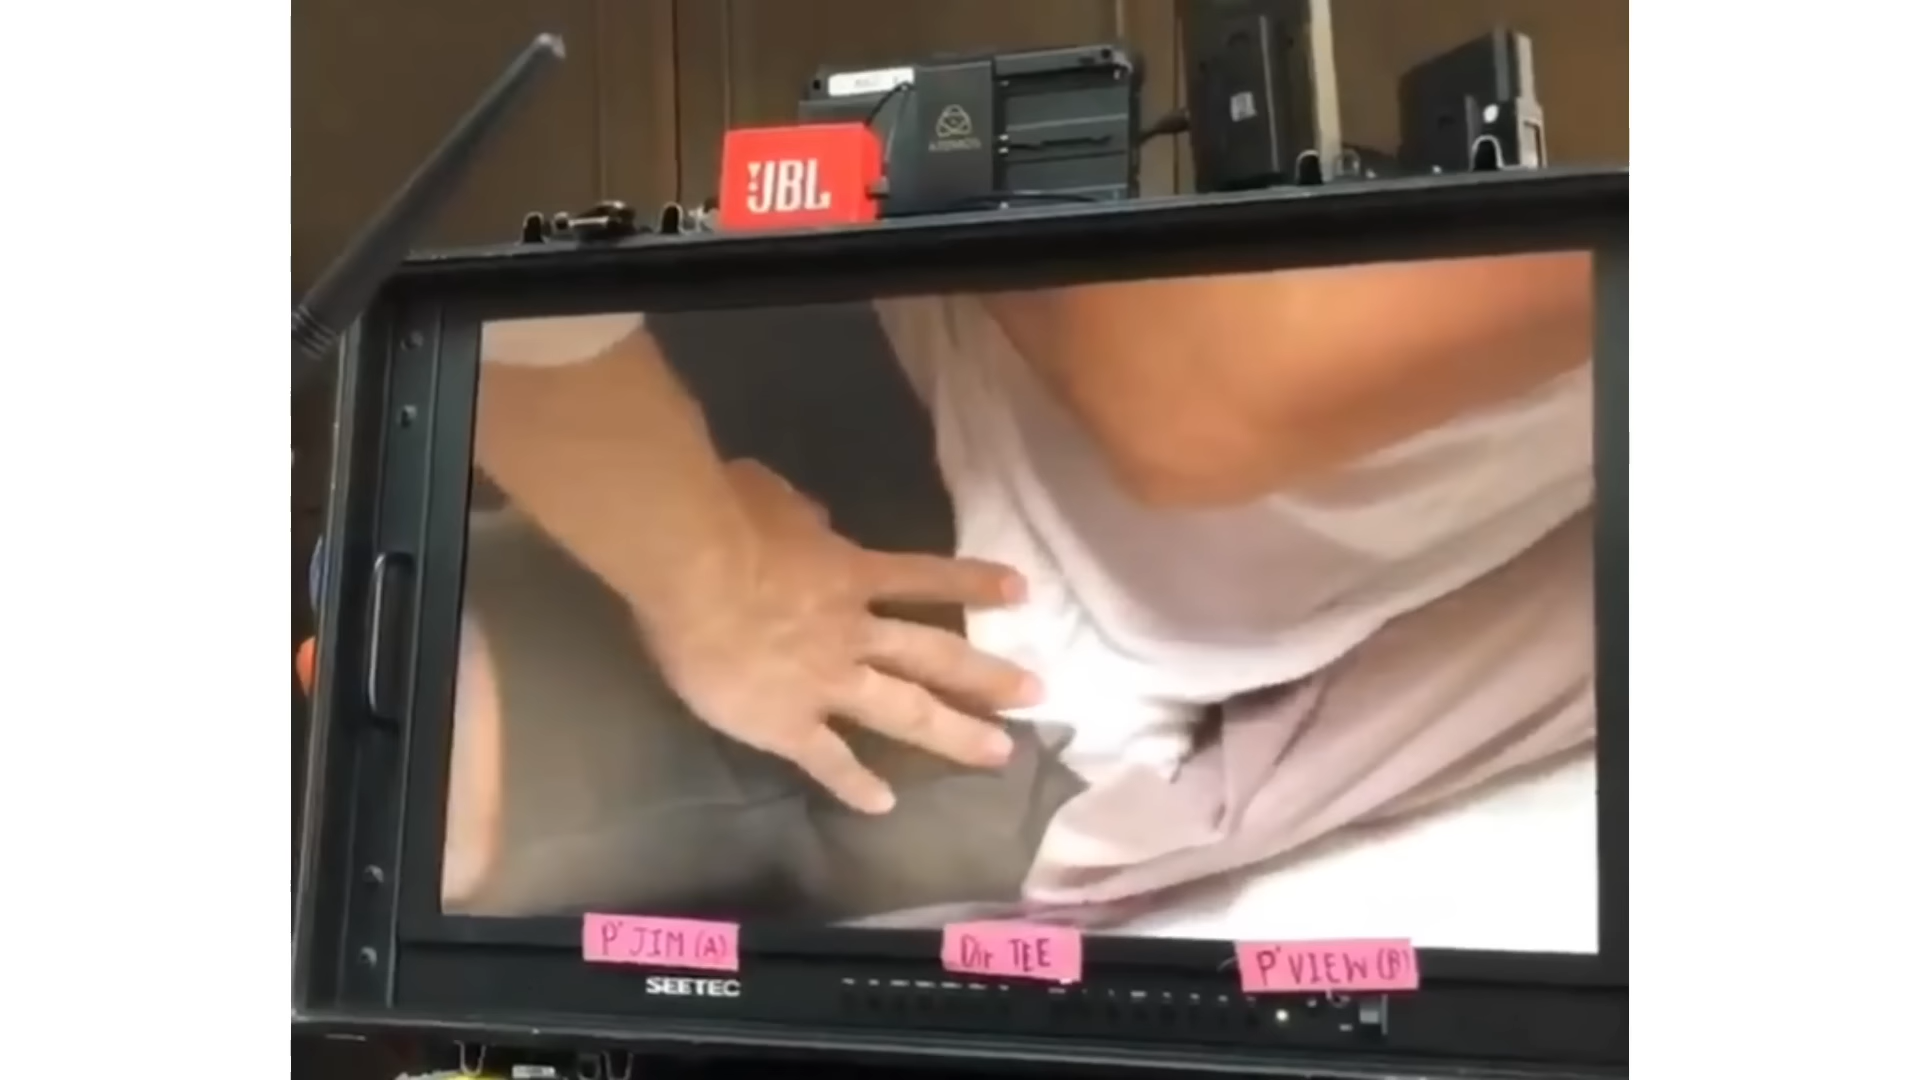 JBL
P' JIM (A)
Dir TEE
P' VIEW (B)
SEETEC